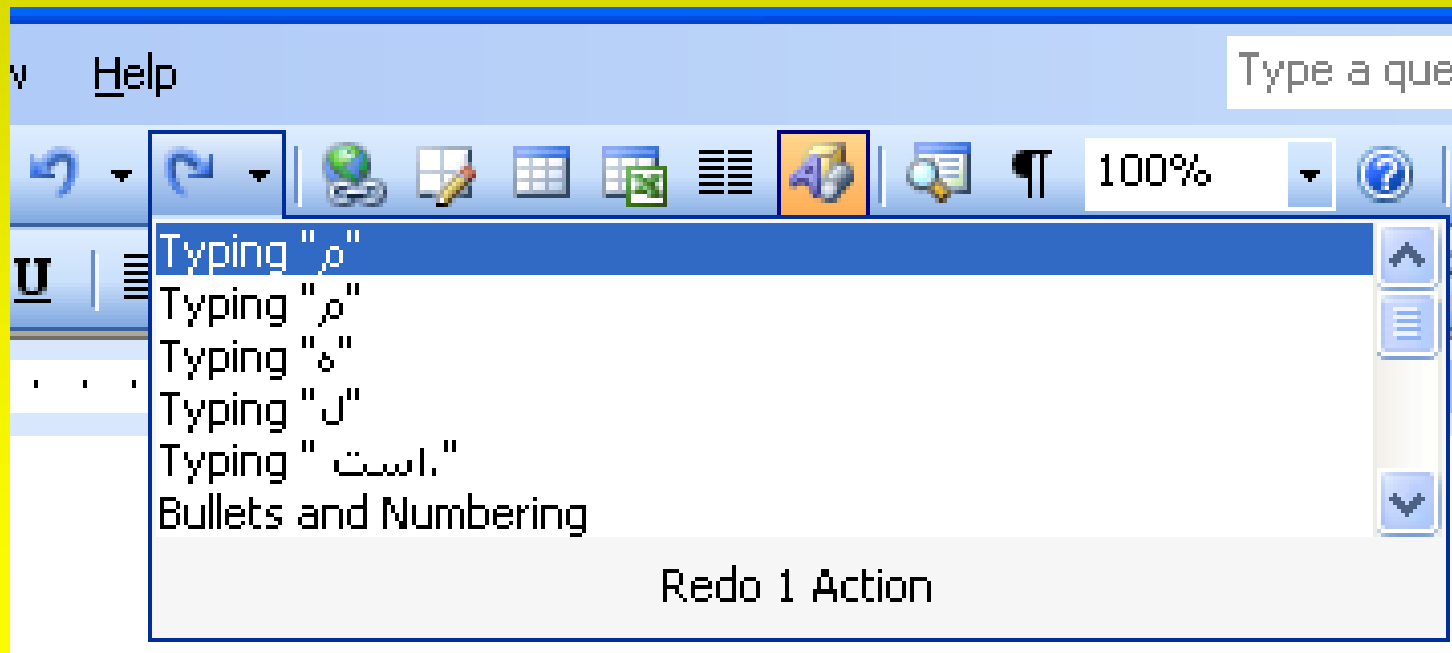 w Help Type a que
100%
U
Typing "م"
Typing "م"
Typing "ه"
Typing "ل"
Typing " است."
Bullets and Numbering
Redo 1 Action